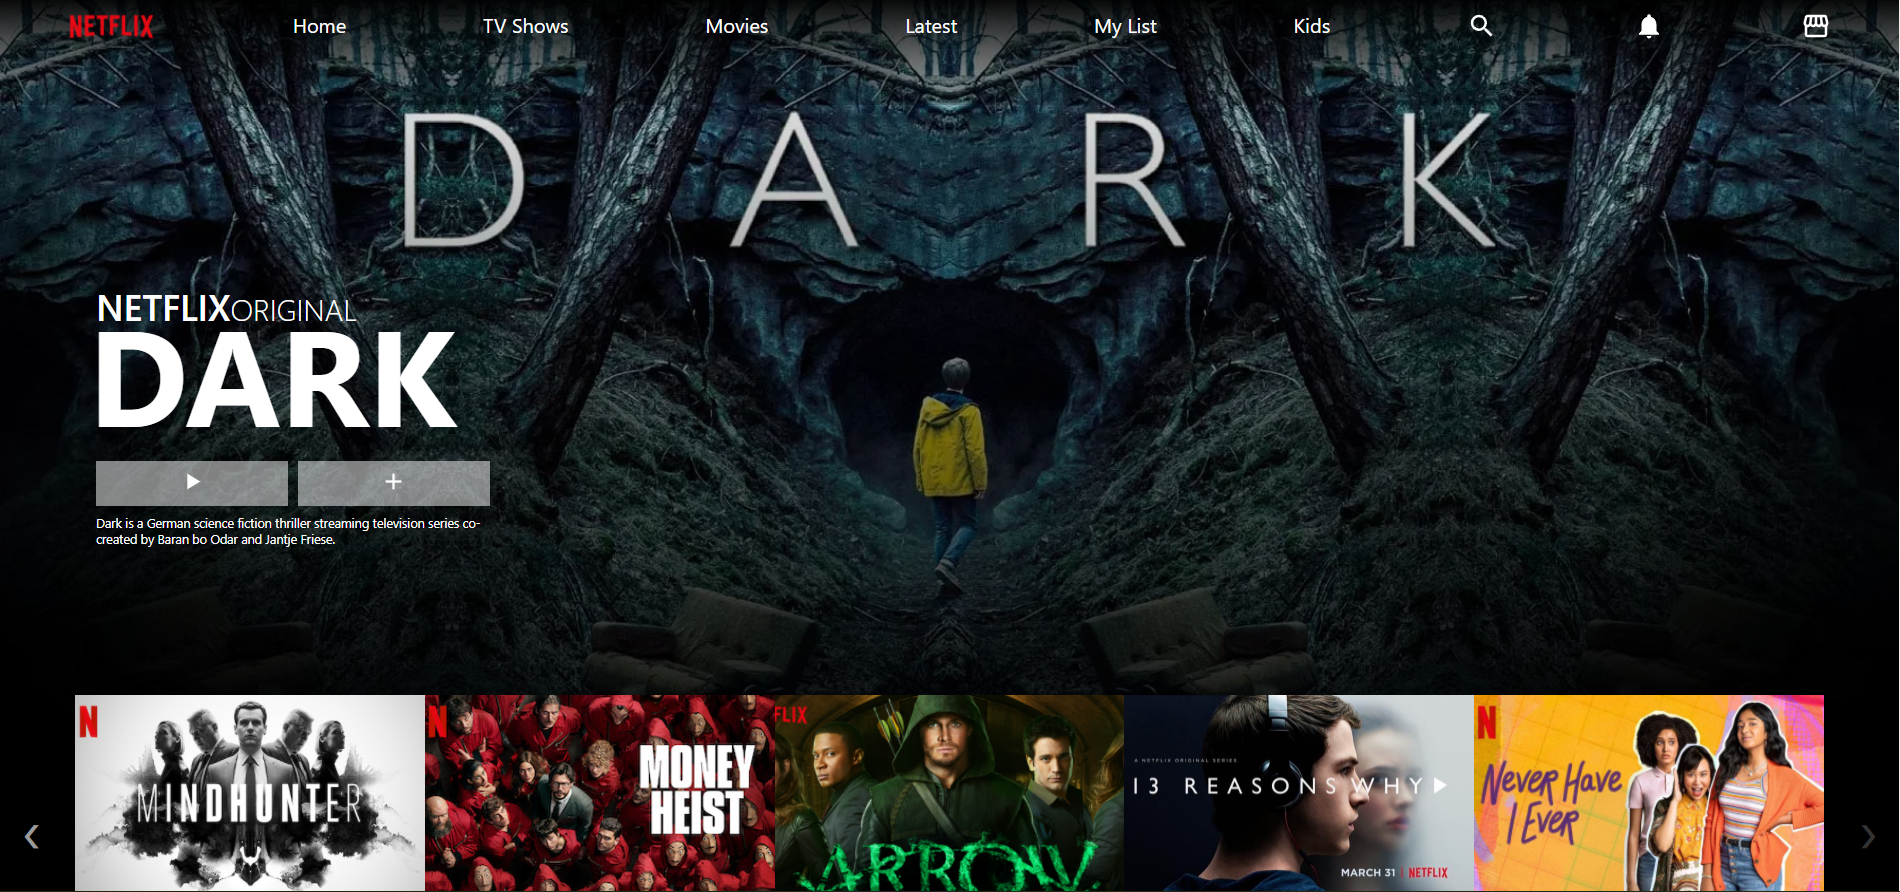 NETFLIX Home TV Shows Movies Latest My List Kids
DARK
NETFLIXORIGINAL
DARK
Dark is a German science fiction thriller streaming television series co-
created by Baran bo Odar and Jantje Friese.
N
MINDHUNTER
N
MONEY
HEIST
FLIX
ARROW
A NETFLIX ORIGINAL SERIES
13 REASONS WHY
MARCH 31 | NETFLIX
N
Never Have
I Ever